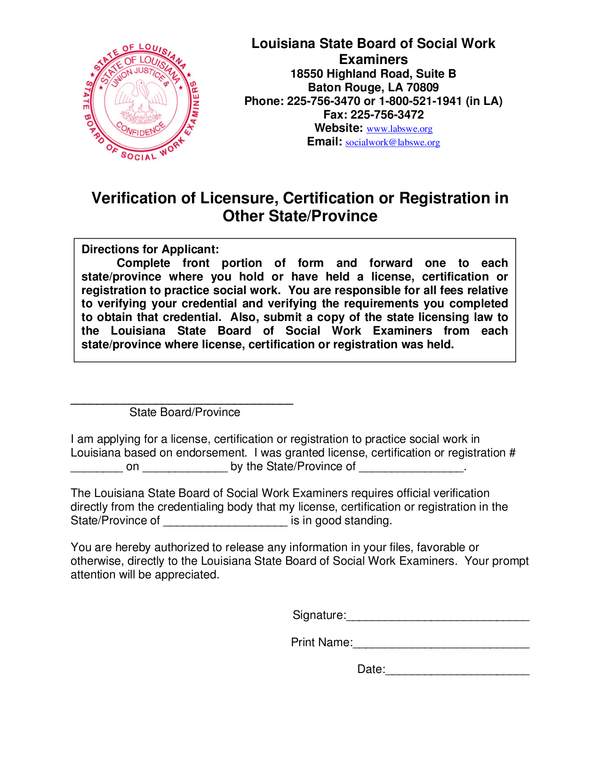 STATE OF LOUISIANA
STATE BOARD OF SOCIAL WORK EXAMINERS
STATE OF LOUISIANA
UNION JUSTICE &
CONFIDENCE
Louisiana State Board of Social Work
Examiners
18550 Highland Road, Suite B
Baton Rouge, LA 70809
Phone: 225-756-3470 or 1-800-521-1941 (in LA)
Fax: 225-756-3472
Website: www.labswe.org
Email: socialwork@labswe.org
Verification of Licensure, Certification or Registration in
Other State/Province
Directions for Applicant:
Complete front portion of form and forward one to each
state/province where you hold or have held a license, certification or
registration to practice social work. You are responsible for all fees relative
to verifying your credential and verifying the requirements you completed
to obtain that credential. Also, submit a copy of the state licensing law to
the Louisiana State Board of Social Work Examiners from each
state/province where license, certification or registration was held.
State Board/Province
I am applying for a license, certification or registration to practice social work in
Louisiana based on endorsement. I was granted license, certification or registration #
________ on _____________ by the State/Province of ________________.
The Louisiana State Board of Social Work Examiners requires official verification
directly from the credentialing body that my license, certification or registration in the
State/Province of ___________________ is in good standing.
You are hereby authorized to release any information in your files, favorable or
otherwise, directly to the Louisiana State Board of Social Work Examiners. Your prompt
attention will be appreciated.
Signature:____________________________
Print Name:___________________________
Date:______________________